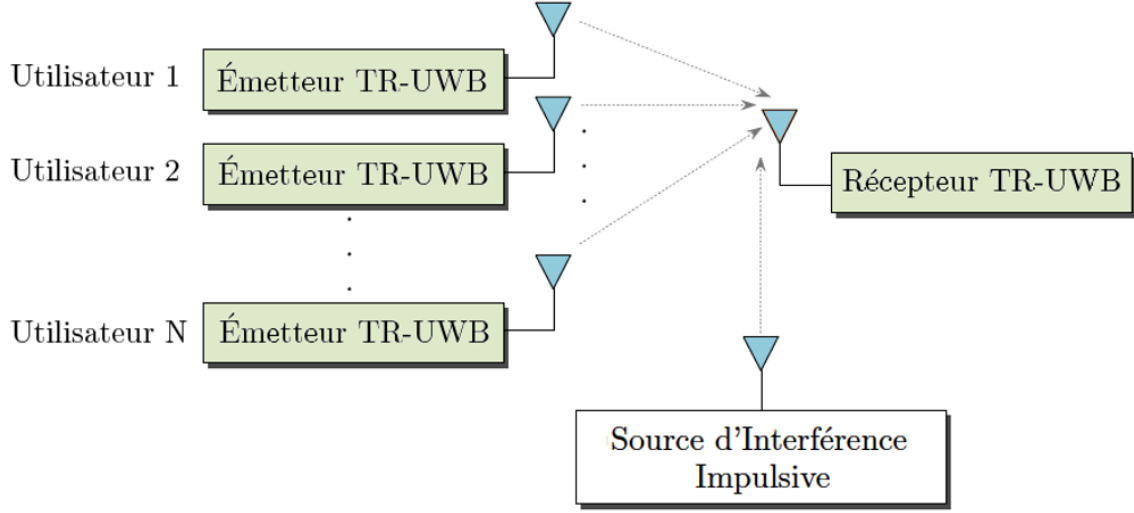 Utilisateur 1
Émetteur TR-UWB
Utilisateur 2
Émetteur TR-UWB
Récepteur TR-UWB
Utilisateur N
Émetteur TR-UWB
Source d'Interférence
Impulsive